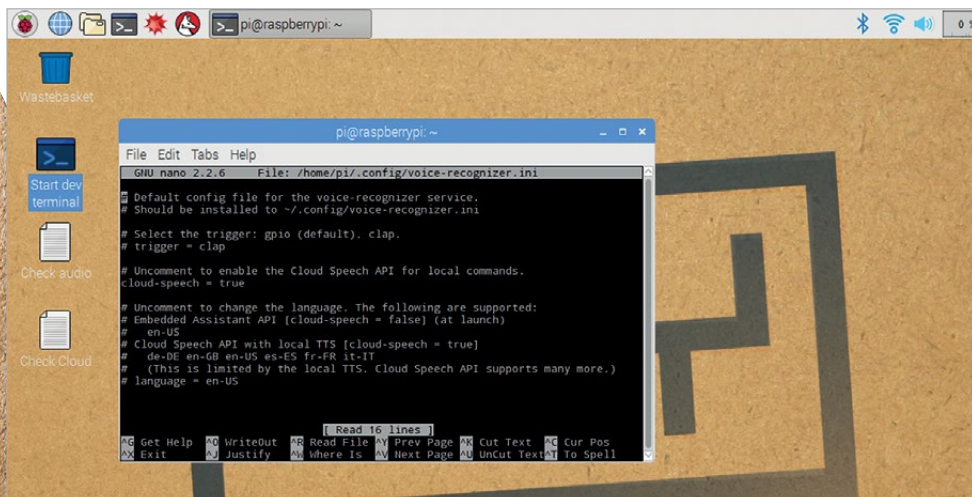 pi@raspberrypi: ~
0 %
Wastebasket
Start dev
terminal
Check audio
Check Cloud
pi@raspberrypi: ~
File Edit Tabs Help
GNU nano 2.2.6 File: /home/pi/.config/voice-recognizer.ini
# Default config file for the voice-recognizer service.
# Should be installed to ~/.config/voice-recognizer.ini
# Select the trigger: gpio (default), clap.
# trigger = clap
# Uncomment to enable the Cloud Speech API for local commands.
cloud-speech = true
# Uncomment to change the language. The following are supported:
# Embedded Assistant API [cloud-speech = false] (at launch)
# en-US
# Cloud Speech API with local TTS [cloud-speech = true]
# de-DE en-GB en-US es-ES fr-FR it-IT
# (This is limited by the local TTS. Cloud Speech API supports many more.)
# language = en-US
[ Read 16 lines ]
^G Get Help ^O WriteOut ^R Read File ^Y Prev Page ^K Cut Text ^C Cur Pos
^X Exit ^J Justify ^W Where Is ^V Next Page ^U UnCut Text ^T To Spell